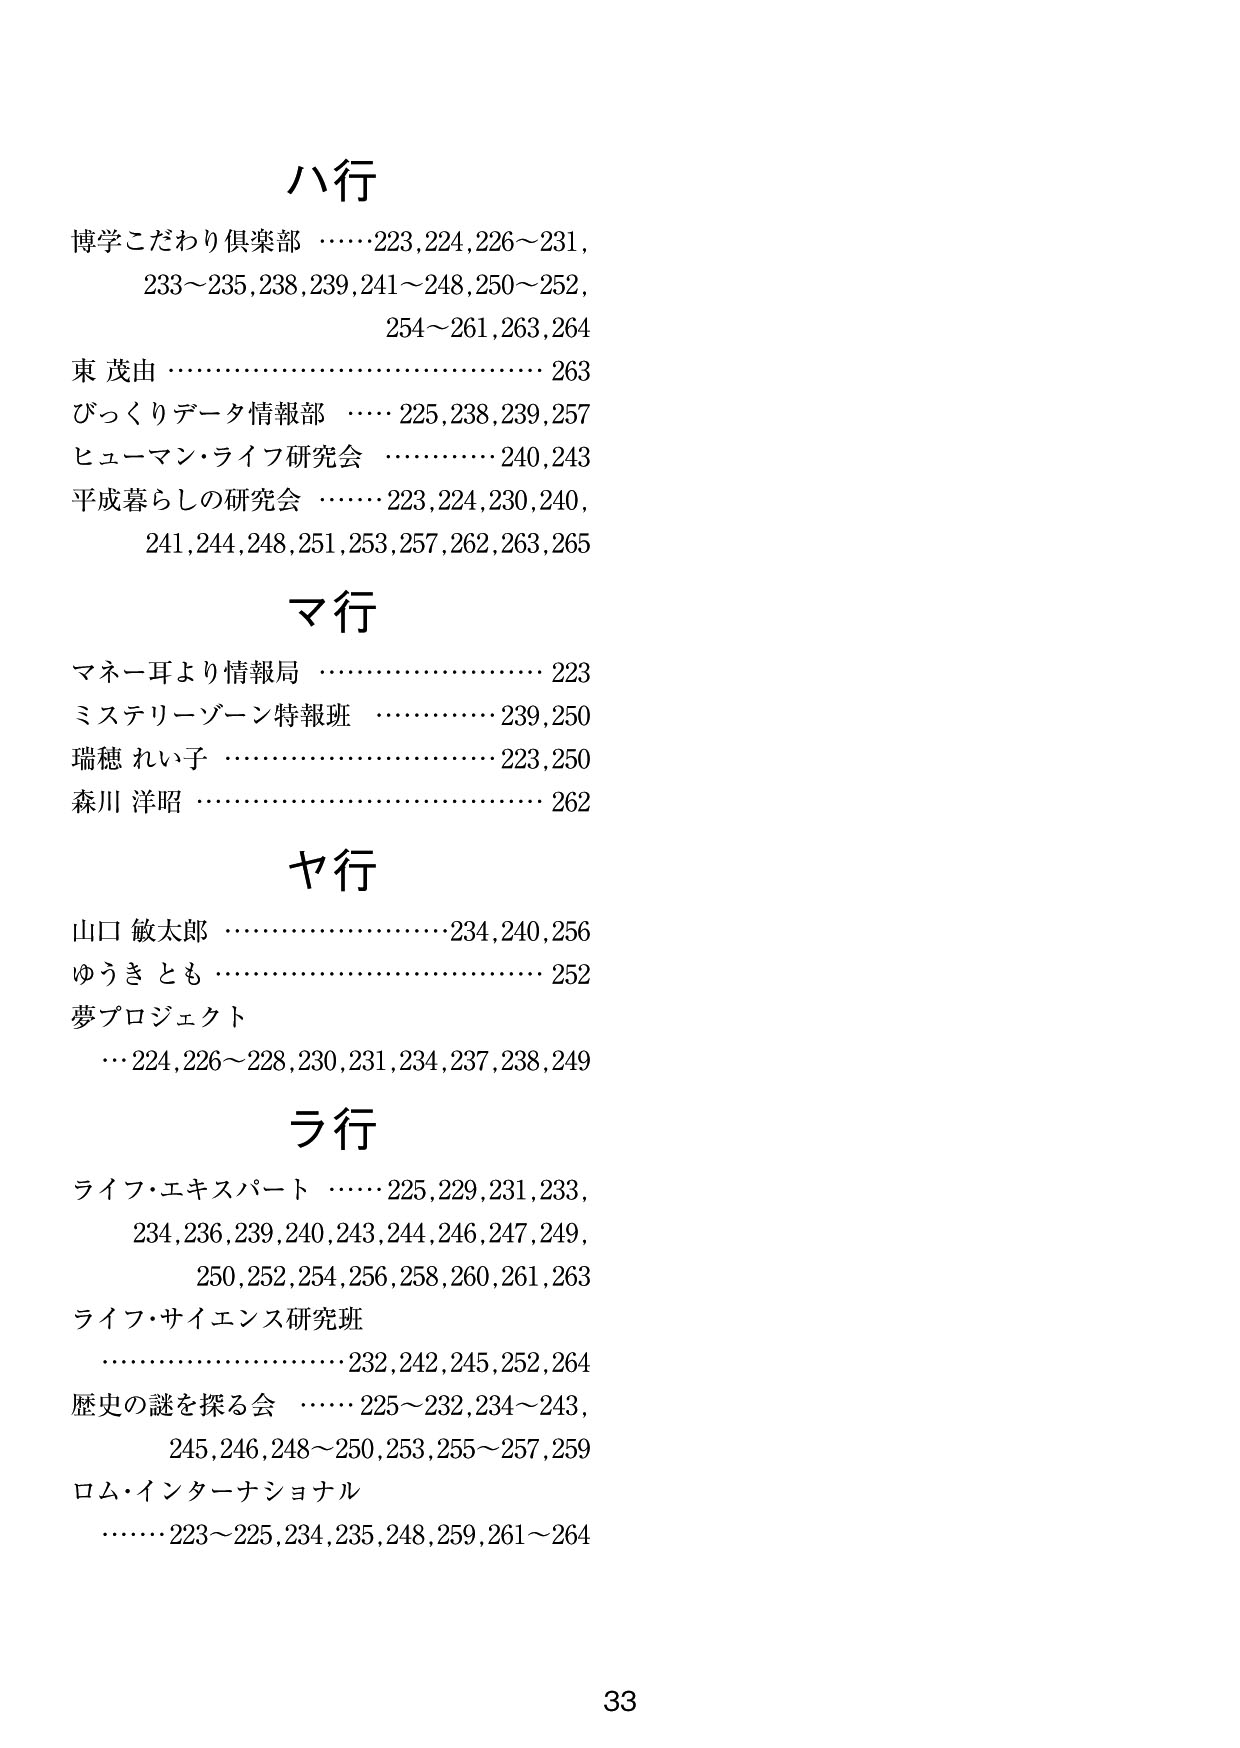 ハ行
博学こだわり倶楽部 ……223,224,226～231,
233～235,238,239,241～248,250～252,
254～261,263,264
東 茂由 ………………………………… 263
びっくりデータ情報部 ‥‥‥ 225,238,239,257
ヒューマン･ライフ研究会 …………240,243
平成暮らしの研究会 ‥‥‥‥223,224,230,240,
241,244,248,251,253,257,262,263,265
マ行
マネー耳より情報局 …………………… 223
ミステリーゾーン特報班 …………‥239,250
瑞穂 れい子 ………………………‥223,250
森川 洋昭 ……………………………… 262
ヤ行
山口 敏太郎 ……………………234,240,256
ゆうき とも …………………………… 252
夢プロジェクト
…224,226～228,230,231,234,237,238,249
ラ行
ライフ･エキスパート ……225,229,231,233,
234,236,239,240,243,244,246,247,249,
250,252,254,256,258,260,261,263
ライフ･サイエンス研究班
………………………232,242,245,252,264
歴史の謎を探る会 ……225～232,234～243,
245,246,248～250,253,255～257,259
ロム･インターナショナル
‥‥‥‥223～225,234,235,248,259,261～264
33